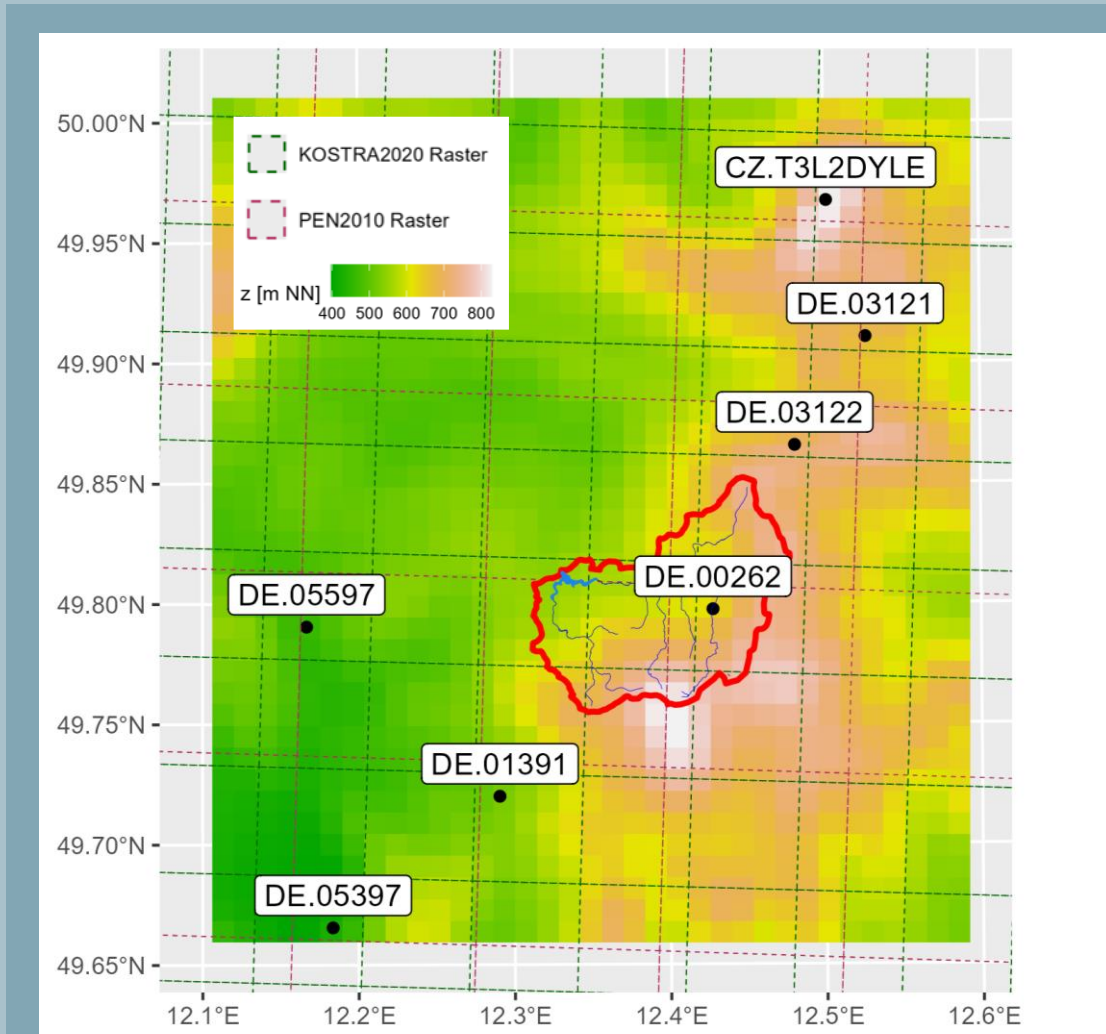 50.00°N
49.95°N
49.90°N
49.85°N
49.80°N
49.75°N
49.70°N
49.65°N
KOSTRA2020 Raster
PEN2010 Raster
z [m NN]
400 500 600 700 800
CZ.T3L2DYLE
DE.03121
DE.03122
DE.00262
DE.05597
DE.01391
DE.05397
12.1°E 12.2°E 12.3°E 12.4°E 12.5°E 12.6°E